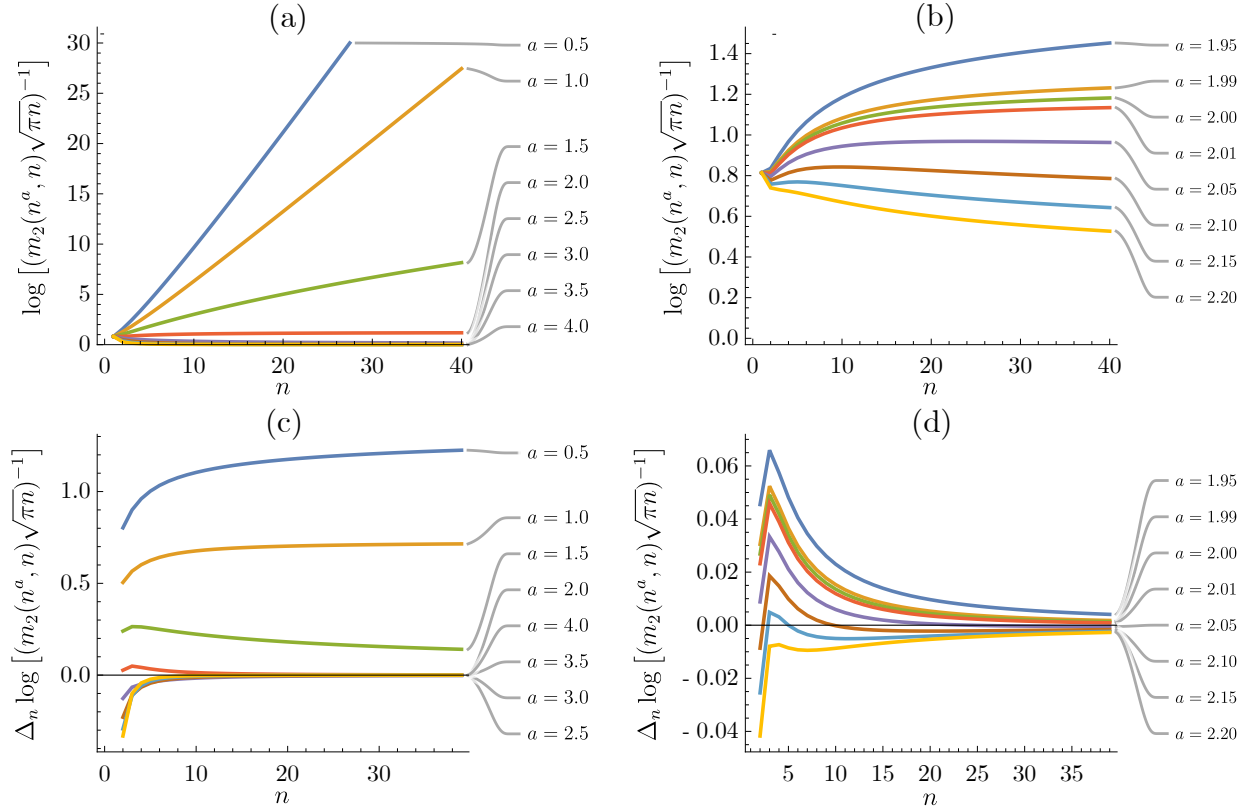 (a)
log [(m₂(nᵃ, n)√πn)⁻¹]
30
25
20
15
10
5
0
0 10 20 30 40
n
a = 0.5
a = 1.0
a = 1.5
a = 2.0
a = 2.5
a = 3.0
a = 3.5
a = 4.0
(b)
log [(m₂(nᵃ, n)√πn)⁻¹]
1.4
1.2
1.0
0.8
0.6
0.4
0.2
0.0
0 10 20 30 40
n
a = 1.95
a = 1.99
a = 2.00
a = 2.01
a = 2.05
a = 2.10
a = 2.15
a = 2.20
(c)
Δₙ log [(m₂(nᵃ, n)√πn)⁻¹]
1.0
0.5
0.0
0 10 20 30
n
a = 0.5
a = 1.0
a = 1.5
a = 2.0
a = 4.0
a = 3.5
a = 3.0
a = 2.5
(d)
Δₙ log [(m₂(nᵃ, n)√πn)⁻¹]
0.06
0.04
0.02
0.00
- 0.02
- 0.04
5 10 15 20 25 30 35
n
a = 1.95
a = 1.99
a = 2.00
a = 2.01
a = 2.05
a = 2.10
a = 2.15
a = 2.20